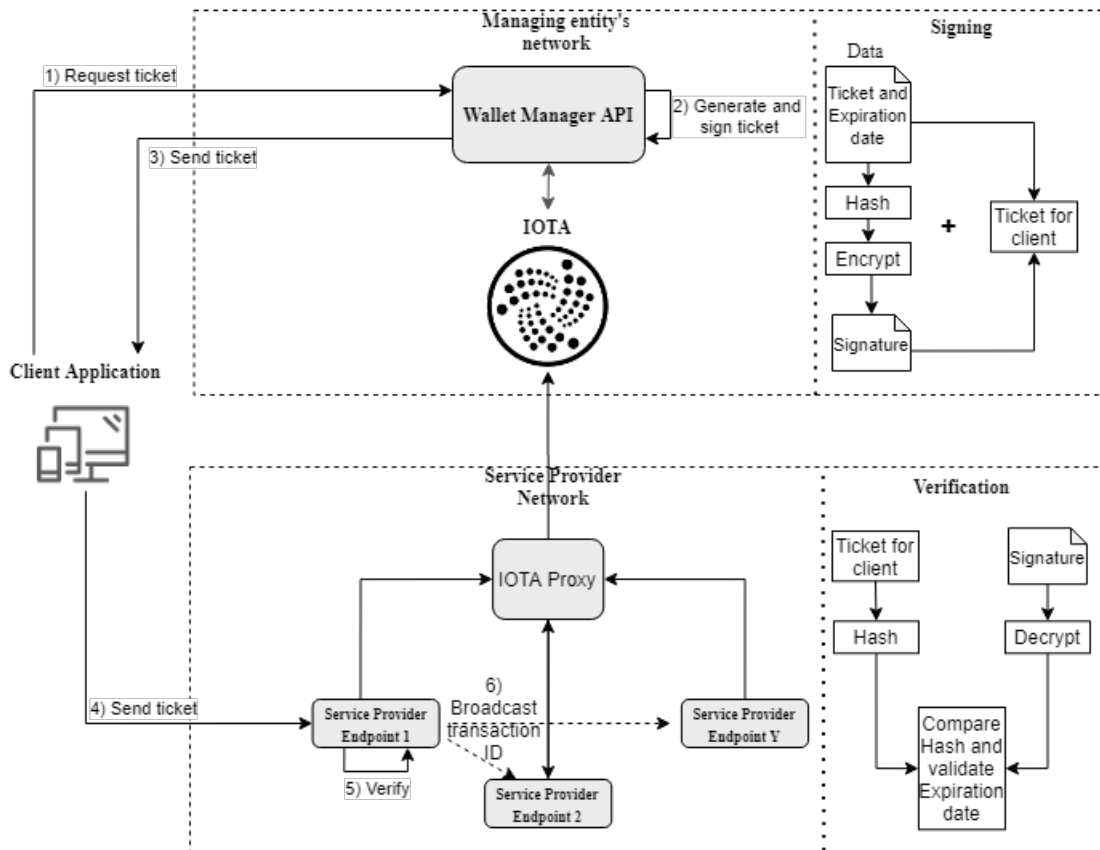 Managing entity's
network
Signing
1) Request ticket
Wallet Manager API
2) Generate and
sign ticket
3) Send ticket
IOTA
Data
Ticket and
Expiration
date
Hash
Encrypt
Signature
+
Ticket for
client
Client Application
Service Provider
Network
Verification
IOTA Proxy
4) Send ticket
Service Provider
Endpoint 1
5) Verify
6)
Broadcast
transaction
ID
Service Provider
Endpoint 2
Service Provider
Endpoint Y
Ticket for
client
Hash
Signature
Decrypt
Compare
Hash and
validate
Expiration
date